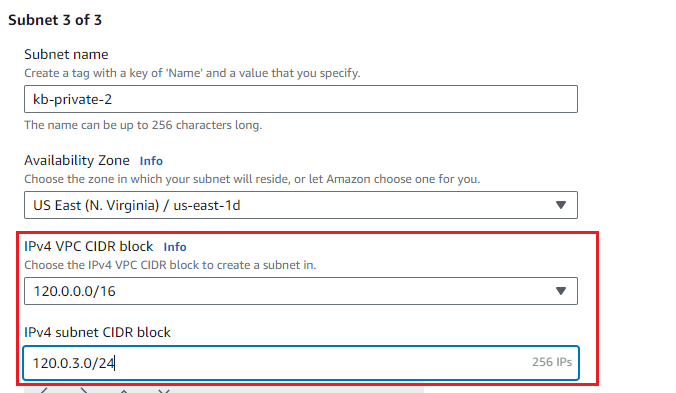 Subnet 3 of 3
Subnet name
Create a tag with a key of 'Name' and a value that you specify.
kb-private-2
The name can be up to 256 characters long.
Availability Zone Info
Choose the zone in which your subnet will reside, or let Amazon choose one for you.
US East (N. Virginia) / us-east-1d
IPv4 VPC CIDR block Info
Choose the IPv4 VPC CIDR block to create a subnet in.
120.0.0.0/16
IPv4 subnet CIDR block
120.0.3.0/24
256 IPs